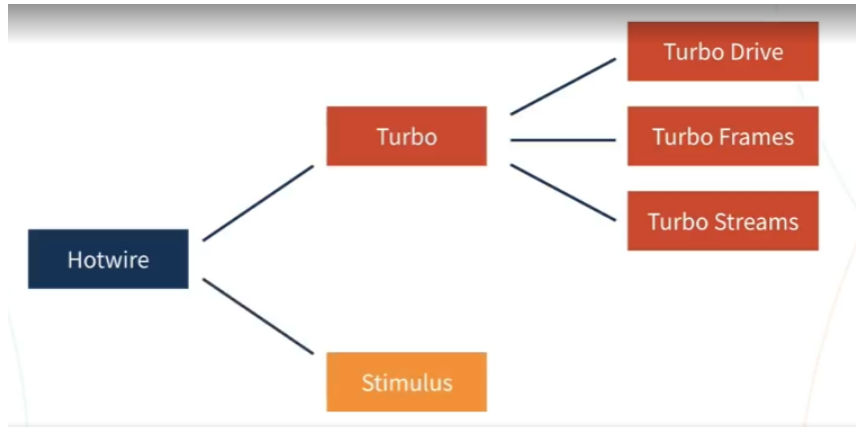 Hotwire
Turbo
Turbo Drive
Turbo Frames
Turbo Streams
Stimulus